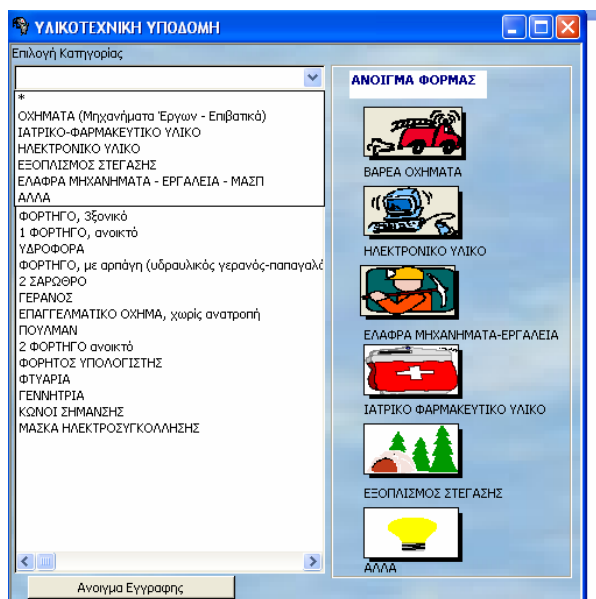 ΥΛΙΚΟΤΕΧΝΙΚΗ ΥΠΟΔΟΜΗ
Επιλογή Κατηγορίας
*
ΟΧΗΜΑΤΑ (Μηχανήματα Έργων - Επιβατικά)
ΙΑΤΡΙΚΟ-ΦΑΡΜΑΚΕΥΤΙΚΟ ΥΛΙΚΟ
ΗΛΕΚΤΡΟΝΙΚΟ ΥΛΙΚΟ
ΕΞΟΠΛΙΣΜΟΣ ΣΤΕΓΑΣΗΣ
ΕΛΑΦΡΑ ΜΗΧΑΝΗΜΑΤΑ - ΕΡΓΑΛΕΙΑ - ΜΑΣΠ
ΑΛΛΑ
ΦΟΡΤΗΓΟ, 3ξονικό
1 ΦΟΡΤΗΓΟ, ανοικτό
ΥΔΡΟΦΟΡΑ
ΦΟΡΤΗΓΟ, με αρπάγη (υδραυλικός γερανός-παπαγαλό
2 ΣΑΡΩΘΡΟ
ΓΕΡΑΝΟΣ
ΕΠΑΓΓΕΛΜΑΤΙΚΟ ΟΧΗΜΑ, χωρίς ανατροπή
ΠΟΥΛΜΑΝ
2 ΦΟΡΤΗΓΟ ανοικτό
ΦΟΡΗΤΟΣ ΥΠΟΛΟΓΙΣΤΗΣ
ΦΤΥΑΡΙΑ
ΓΕΝΝΗΤΡΙΑ
ΚΩΝΟΙ ΣΗΜΑΝΣΗΣ
ΜΑΣΚΑ ΗΛΕΚΤΡΟΣΥΓΚΟΛΛΗΣΗΣ
Ανοιγμα Εγγραφης
ΑΝΟΙΓΜΑ ΦΟΡΜΑΣ
ΒΑΡΕΑ ΟΧΗΜΑΤΑ
ΗΛΕΚΤΡΟΝΙΚΟ ΥΛΙΚΟ
ΕΛΑΦΡΑ ΜΗΧΑΝΗΜΑΤΑ-ΕΡΓΑΛΕΙΑ
ΙΑΤΡΙΚΟ ΦΑΡΜΑΚΕΥΤΙΚΟ ΥΛΙΚΟ
ΕΞΟΠΛΙΣΜΟΣ ΣΤΕΓΑΣΗΣ
ΑΛΛΑ